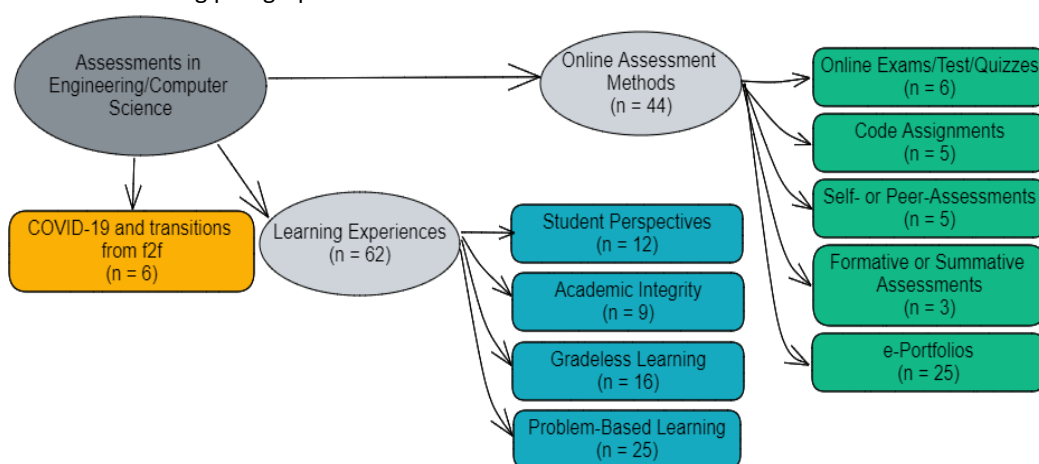 Assessments in
Engineering/Computer
Science
Online Assessment
Methods
(n = 44)
Online Exams/Test/Quizzes
(n = 6)
Code Assignments
(n = 5)
Self- or Peer-Assessments
(n = 5)
Formative or Summative
Assessments
(n = 3)
e-Portfolios
(n = 25)
COVID-19 and transitions
from f2f
(n = 6)
Learning Experiences
(n = 62)
Student Perspectives
(n = 12)
Academic Integrity
(n = 9)
Gradeless Learning
(n = 16)
Problem-Based Learning
(n = 25)